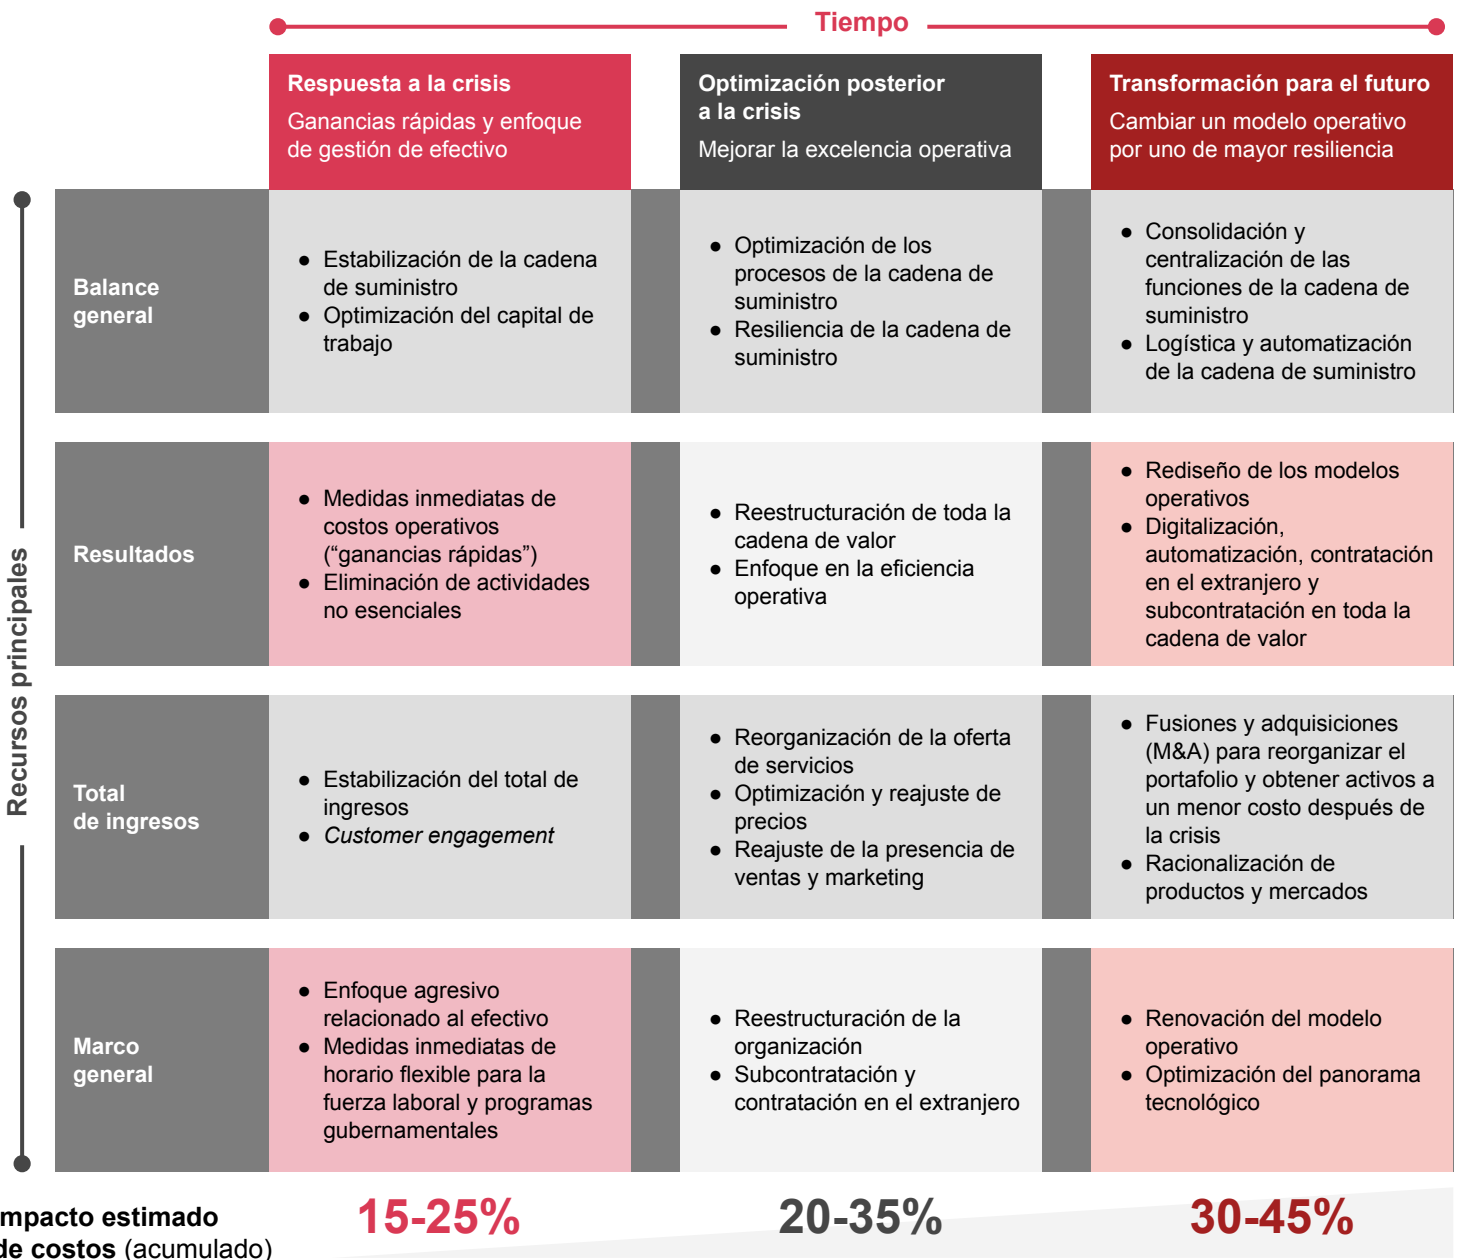 Tiempo
Respuesta a la crisis
Ganancias rápidas y enfoque
de gestión de efectivo
Optimización posterior
a la crisis
Mejorar la excelencia operativa
Transformación para el futuro
Cambiar un modelo operativo
por uno de mayor resiliencia
Recursos principales
Balance
general
● Estabilización de la cadena
de suministro
● Optimización del capital de
trabajo
● Optimización de los
procesos de la cadena de
suministro
● Resiliencia de la cadena de
suministro
● Consolidación y
centralización de las
funciones de la cadena de
suministro
● Logística y automatización
de la cadena de suministro
Resultados
● Medidas inmediatas de
costos operativos
(“ganancias rápidas”)
● Eliminación de actividades
no esenciales
● Reestructuración de toda la
cadena de valor
● Enfoque en la eficiencia
operativa
● Rediseño de los modelos
operativos
● Digitalización,
automatización, contratación
en el extranjero y
subcontratación en toda la
cadena de valor
Total
de ingresos
● Estabilización del total de
ingresos
● Customer engagement
● Reorganización de la oferta
de servicios
● Optimización y reajuste de
precios
● Reajuste de la presencia de
ventas y marketing
● Fusiones y adquisiciones
(M&A) para reorganizar el
portafolio y obtener activos a
un menor costo después de
la crisis
● Racionalización de
productos y mercados
Marco
general
● Enfoque agresivo
relacionado al efectivo
● Medidas inmediatas de
horario flexible para la
fuerza laboral y programas
gubernamentales
● Reestructuración de la
organización
● Subcontratación y
contratación en el extranjero
● Renovación del modelo
operativo
● Optimización del panorama
tecnológico
mpacto estimado
de costos (acumulado)
15-25%
20-35%
30-45%